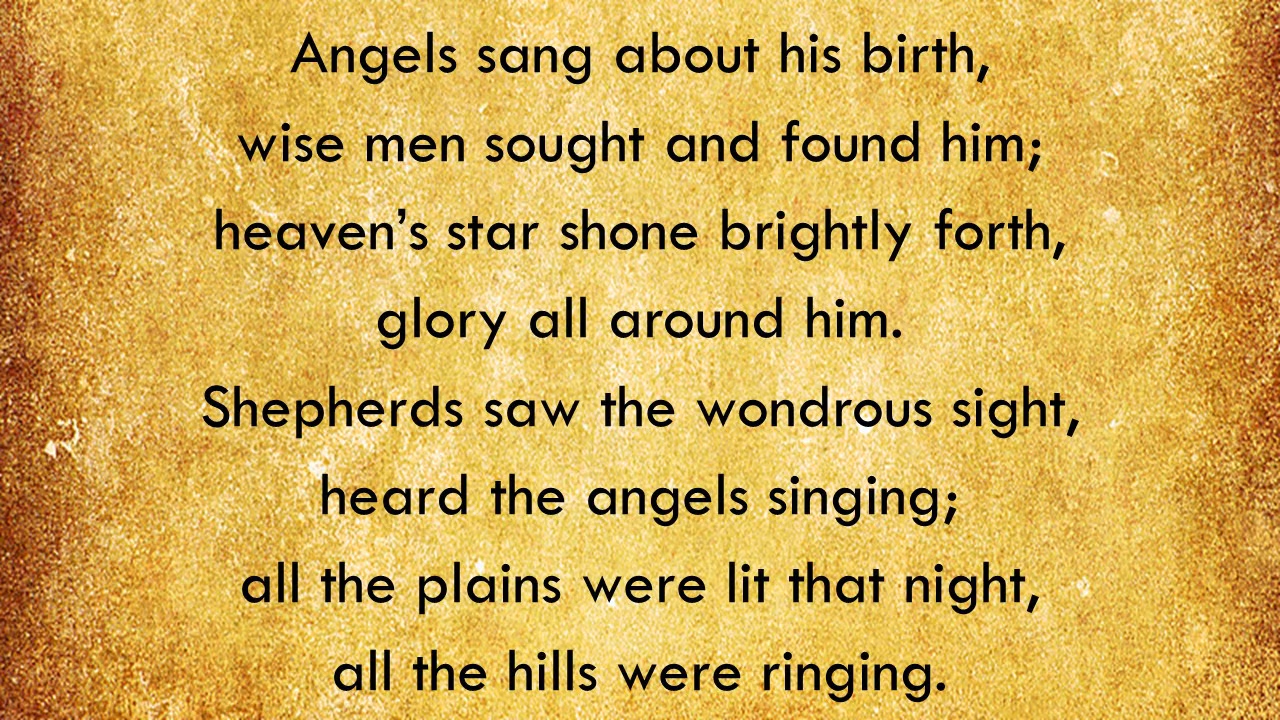 Angels sang about his birth,
wise men sought and found him;
heaven’s star shone brightly forth,
glory all around him.
Shepherds saw the wondrous sight,
heard the angels singing;
all the plains were lit that night,
all the hills were ringing.